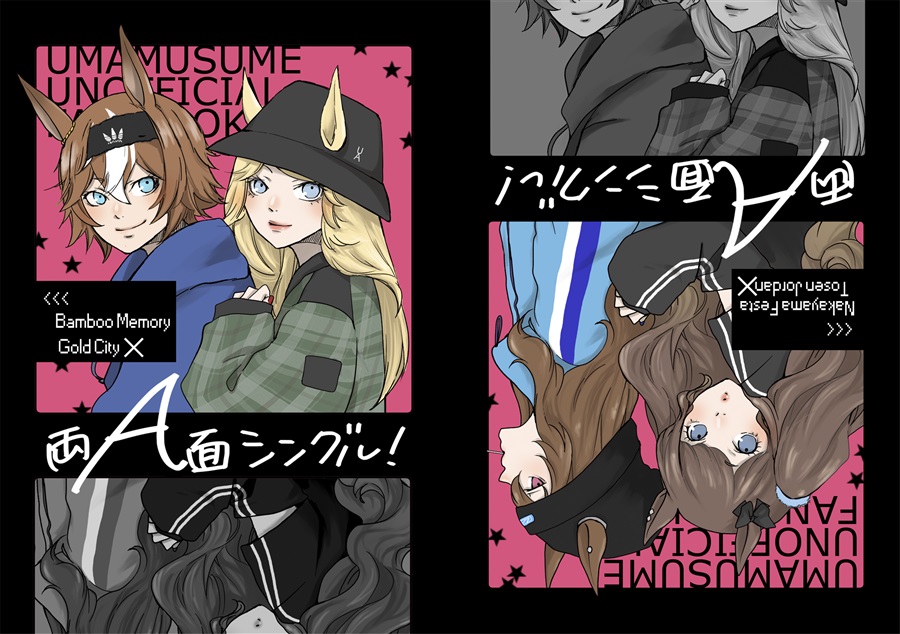 UMAMUSUME
UNOFFICIAL
<<<
Bamboo Memory
Gold City X
両A面シングル!
両A面シングル!
<<<
Nakayama Festa
Tosen Jordan X
UMAMUSUME
UNOFFICIAL
FAN